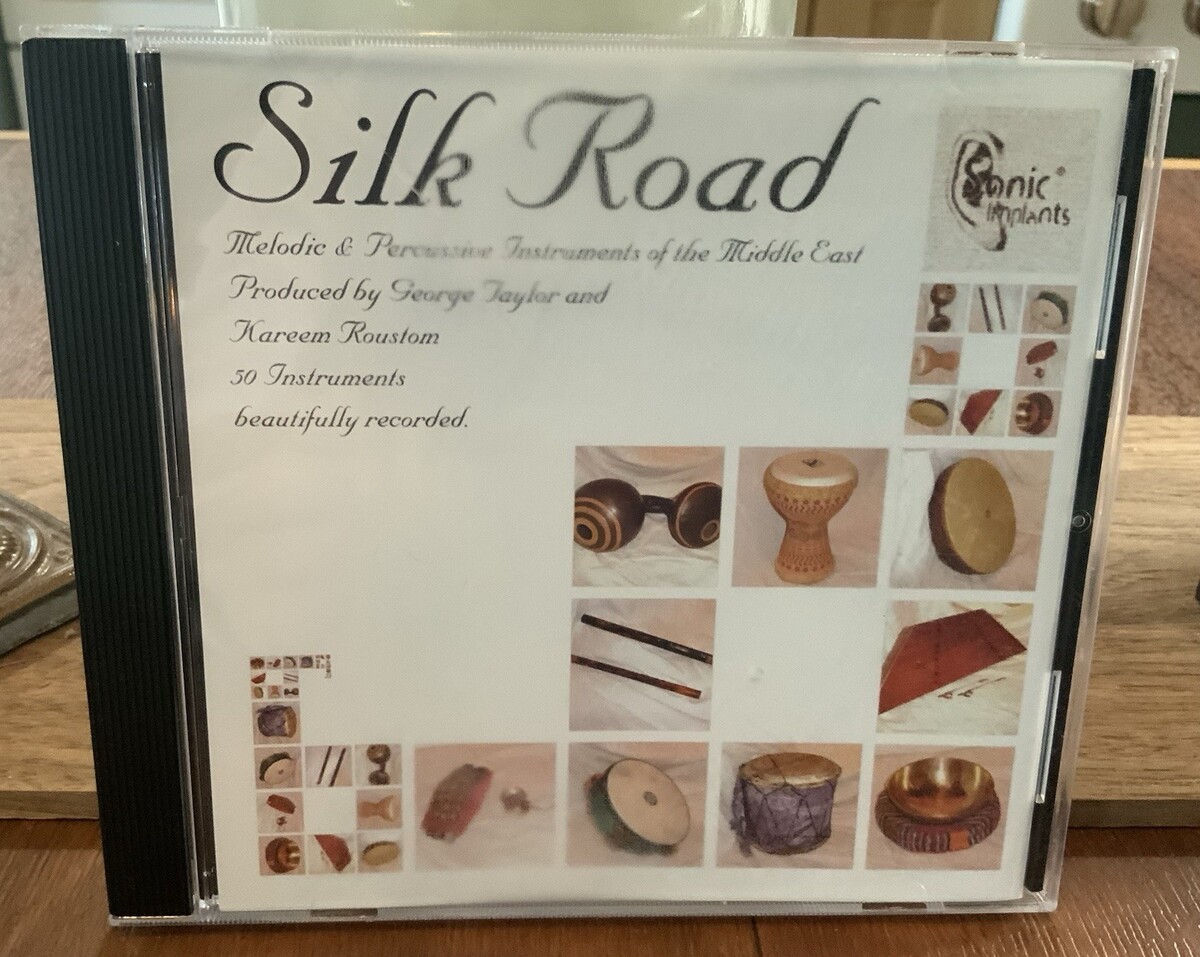 Silk Road
Melodic & Percussive Instruments of the Middle East
Produced by George Taylor and
Kareem Roustom
50 Instruments
beautifully recorded.
Sonic®
Implants